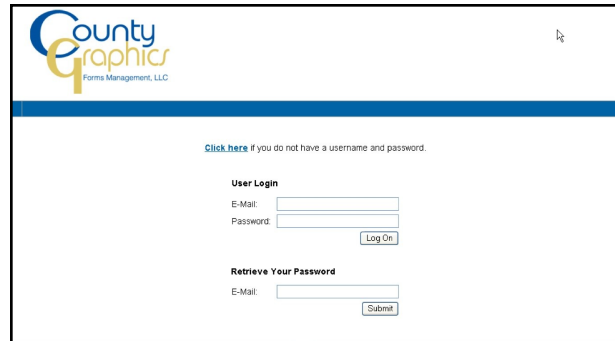 County
Graphics
Forms Management, LLC
Click here if you do not have a username and password.
User Login
E-Mail:
Password:
Log On
Retrieve Your Password
E-Mail:
Submit